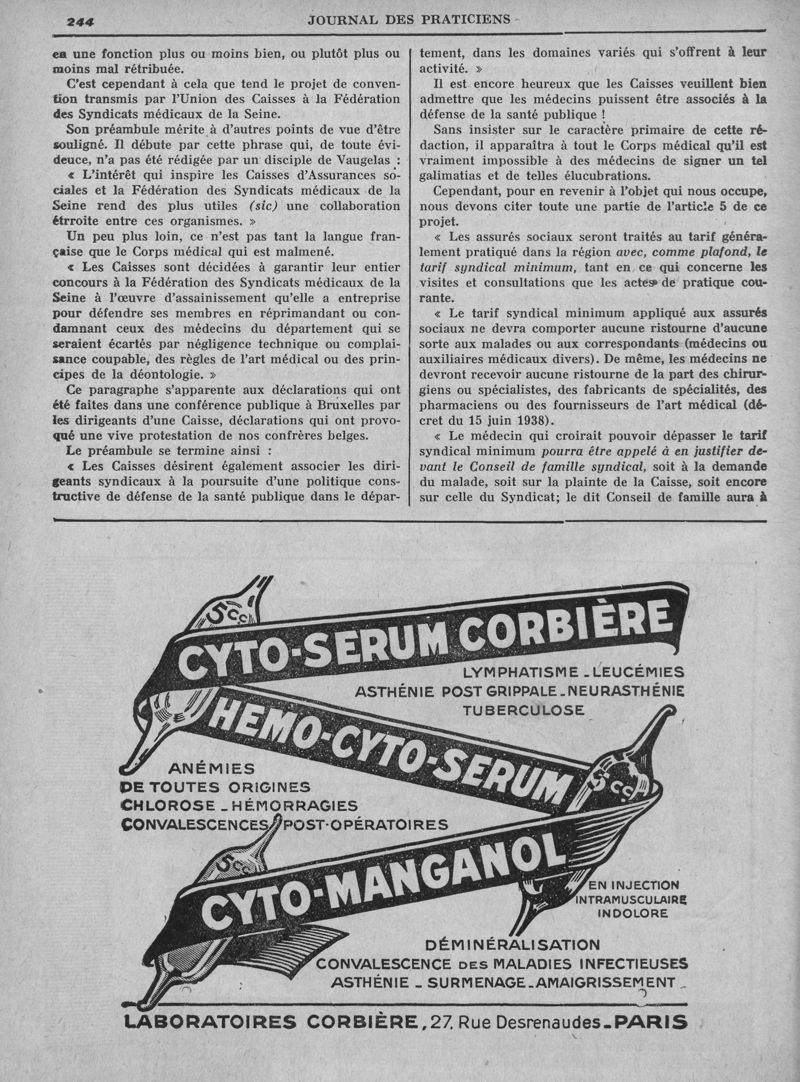 244
JOURNAL DES PRATICIENS
en une fonction plus ou moins bien, ou plutôt plus ou
moins mal rétribuée.
C'est cependant à cela que tend le projet de conven-
tion transmis par l'Union des Caisses à la Fédération
des Syndicats médicaux de la Seine.
Son préambule mérite à d'autres points de vue d'être
souligné. Il débute par cette phrase qui, de toute évi-
deuce, n'a pas été rédigée par un disciple de Vaugelas :
« L'intérêt qui inspire les Caisses d'Assurances so-
ciales et la Fédération des Syndicats médicaux de la
Seine rend des plus utiles (sic) une collaboration
étrroite entre ces organismes. »
Un peu plus loin, ce n'est pas tant la langue fran-
çaise que le Corps médical qui est malmené.
« Les Caisses sont décidées à garantir leur entier
concours à la Fédération des Syndicats médicaux de la
Seine à l'œuvre d'assainissement qu'elle a entreprise
pour défendre ses membres en réprimandant ou con-
damnant ceux des médecins du département qui se
seraient écartés par négligence technique ou complai-
sance coupable, des règles de l'art médical ou des prin-
cipes de la déontologie. »
Ce paragraphe s'apparente aux déclarations qui ont
été faites dans une conférence publique à Bruxelles par
les dirigeants d'une Caisse, déclarations qui ont provo-
qué une vive protestation de nos confrères belges.
Le préambule se termine ainsi :
« Les Caisses désirent également associer les diri-
geants syndicaux à la poursuite d'une politique cons-
tructive de défense de la santé publique dans le dépar-
tement, dans les domaines variés qui s'offrent à leur
activité. »
Il est encore heureux que les Caisses veuillent bien
admettre que les médecins puissent être associés à la
défense de la santé publique !
Sans insister sur le caractère primaire de cette ré-
daction, il apparaîtra à tout le Corps médical qu'il est
vraiment impossible à des médecins de signer un tel
galimatias et de telles élucubrations.
Cependant, pour en revenir à l'objet qui nous occupe,
nous devons citer toute une partie de l'article 5 de ce
projet.
« Les assurés sociaux seront traités au tarif généra-
lement pratiqué dans la région avec, comme plafond, le
tarif syndical minimum, tant en ce qui concerne les
visites et consultations que les actes de pratique cou-
rante.
« Le tarif syndical minimum appliqué aux assurés
sociaux ne devra comporter aucune ristourne d'aucune
sorte aux malades ou aux correspondants (médecins ou
auxiliaires médicaux divers). De même, les médecins ne
devront recevoir aucune ristourne de la part des chirur-
giens ou spécialistes, des fabricants de spécialités, des
pharmaciens ou des fournisseurs de l'art médical (dé-
cret du 15 juin 1938).
« Le médecin qui croirait pouvoir dépasser le tarif
syndical minimum pourra être appelé à en justifier de-
vant le Conseil de famille syndical, soit à la demande
du malade, soit sur la plainte de la Caisse, soit encore
sur celle du Syndicat; le dit Conseil de famille aura à
5cc
CYTO-SERUM CORBIÈRE
LYMPHATISME - LEUCÉMIES
ASTHÉNIE POST GRIPPALE - NEURASTHÉNIE
TUBERCULOSE
HEMO-CYTO-SERUM
5cc
ANÉMIES
DE TOUTES ORIGINES
CHLOROSE - HÉMORRAGIES
CONVALESCENCES POST-OPÉRATOIRES
5cc
CYTO-MANGANOL
EN INJECTION
INTRAMUSCULAIRE
INDOLORE
DÉMINÉRALISATION
CONVALESCENCE DES MALADIES INFECTIEUSES
ASTHÉNIE - SURMENAGE - AMAIGRISSEMENT
LABORATOIRES CORBIÈRE, 27, Rue Desrenaudes - PARIS